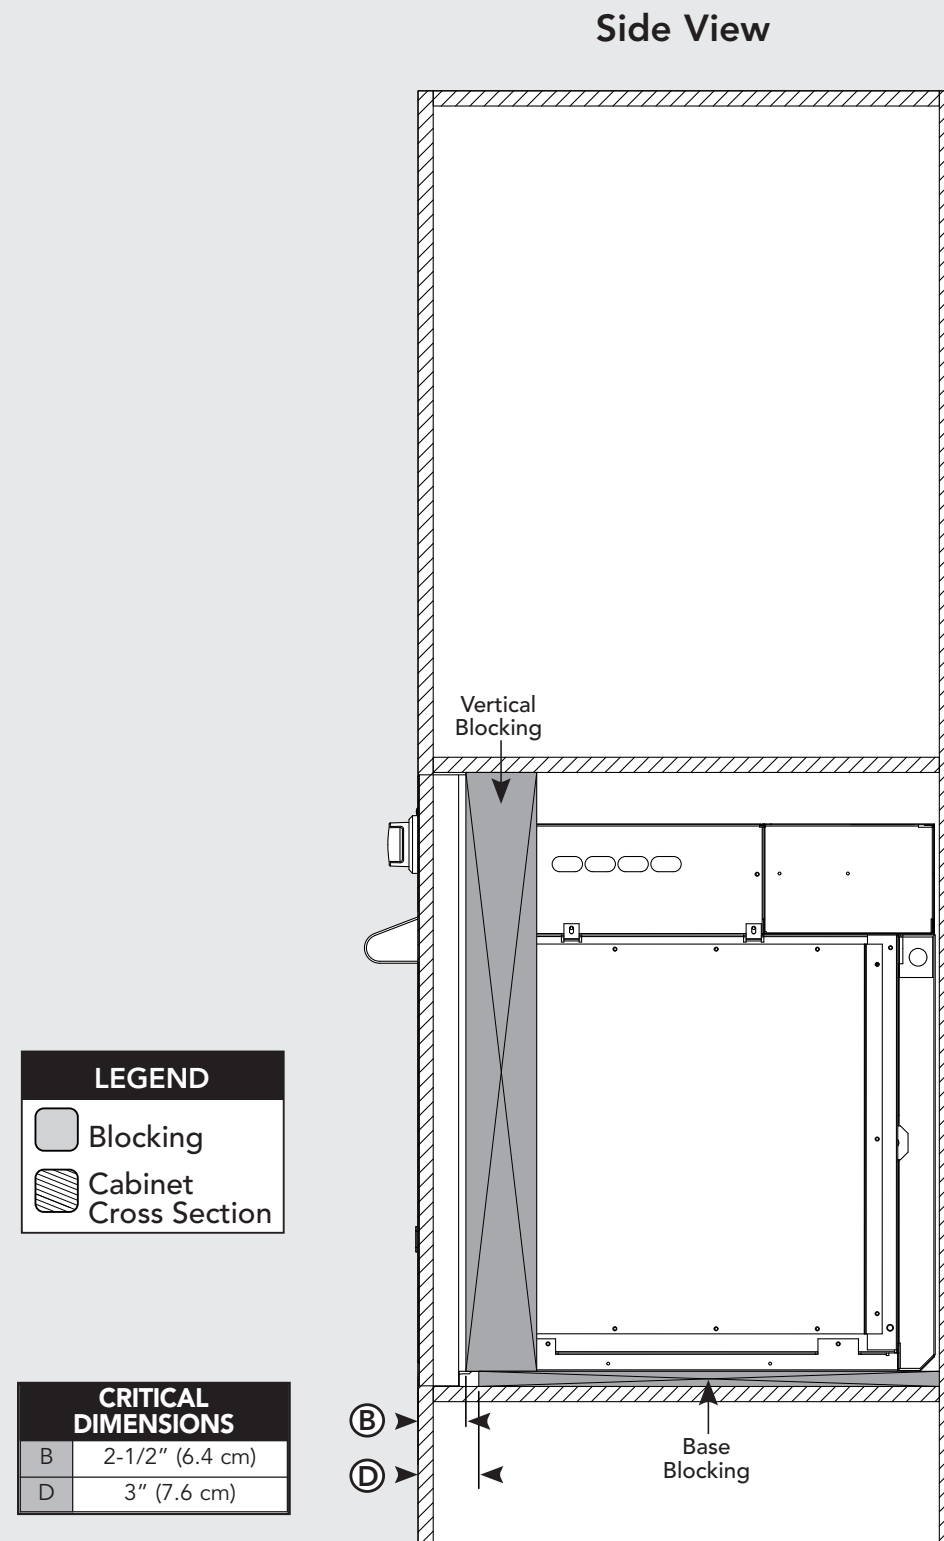 Side View
Vertical
Blocking
LEGEND
Blocking
Cabinet
Cross Section
CRITICAL
DIMENSIONS
B 2-1/2” (6.4 cm)
D 3” (7.6 cm)
B
D
Base
Blocking